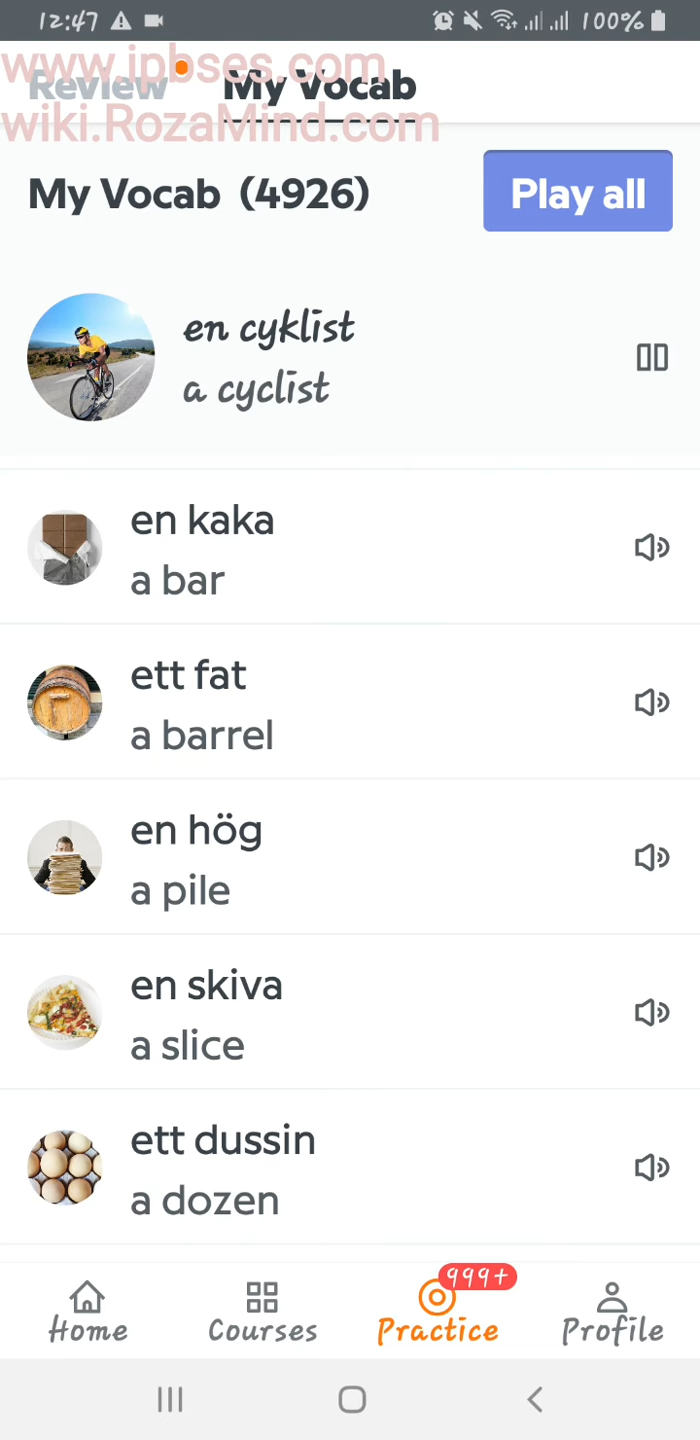 12:47
100%
www.ipbses.com
Review
My Vocab
wiki.RozaMind.com
My Vocab (4926)
Play all
en cyklist
a cyclist
en kaka
a bar
ett fat
a barrel
en hög
a pile
en skiva
a slice
ett dussin
a dozen
999+
Home
Courses
Practice
Profile